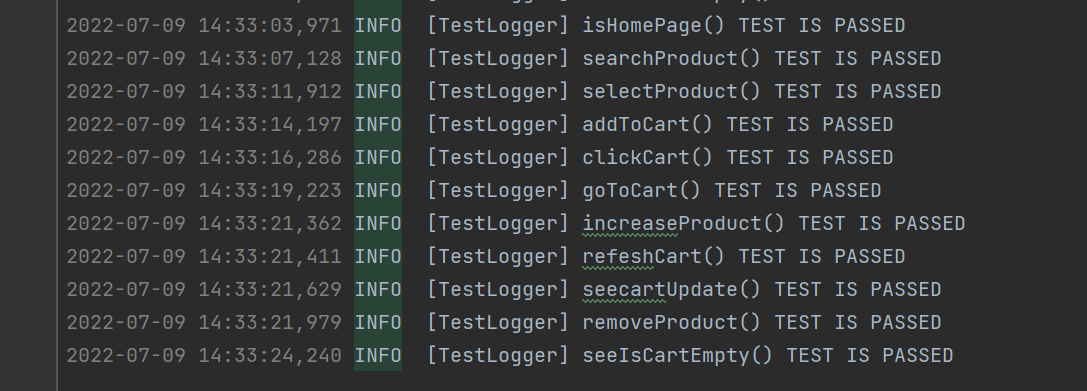 2022-07-09 14:33:03,971 INFO  [TestLogger] isHomePage() TEST IS PASSED
2022-07-09 14:33:07,128 INFO  [TestLogger] searchProduct() TEST IS PASSED
2022-07-09 14:33:11,912 INFO  [TestLogger] selectProduct() TEST IS PASSED
2022-07-09 14:33:14,197 INFO  [TestLogger] addToCart() TEST IS PASSED
2022-07-09 14:33:16,286 INFO  [TestLogger] clickCart() TEST IS PASSED
2022-07-09 14:33:19,223 INFO  [TestLogger] goToCart() TEST IS PASSED
2022-07-09 14:33:21,362 INFO  [TestLogger] increaseProduct() TEST IS PASSED
2022-07-09 14:33:21,411 INFO  [TestLogger] refeshCart() TEST IS PASSED
2022-07-09 14:33:21,629 INFO  [TestLogger] seecartUpdate() TEST IS PASSED
2022-07-09 14:33:21,979 INFO  [TestLogger] removeProduct() TEST IS PASSED
2022-07-09 14:33:24,240 INFO  [TestLogger] seeIsCartEmpty() TEST IS PASSED